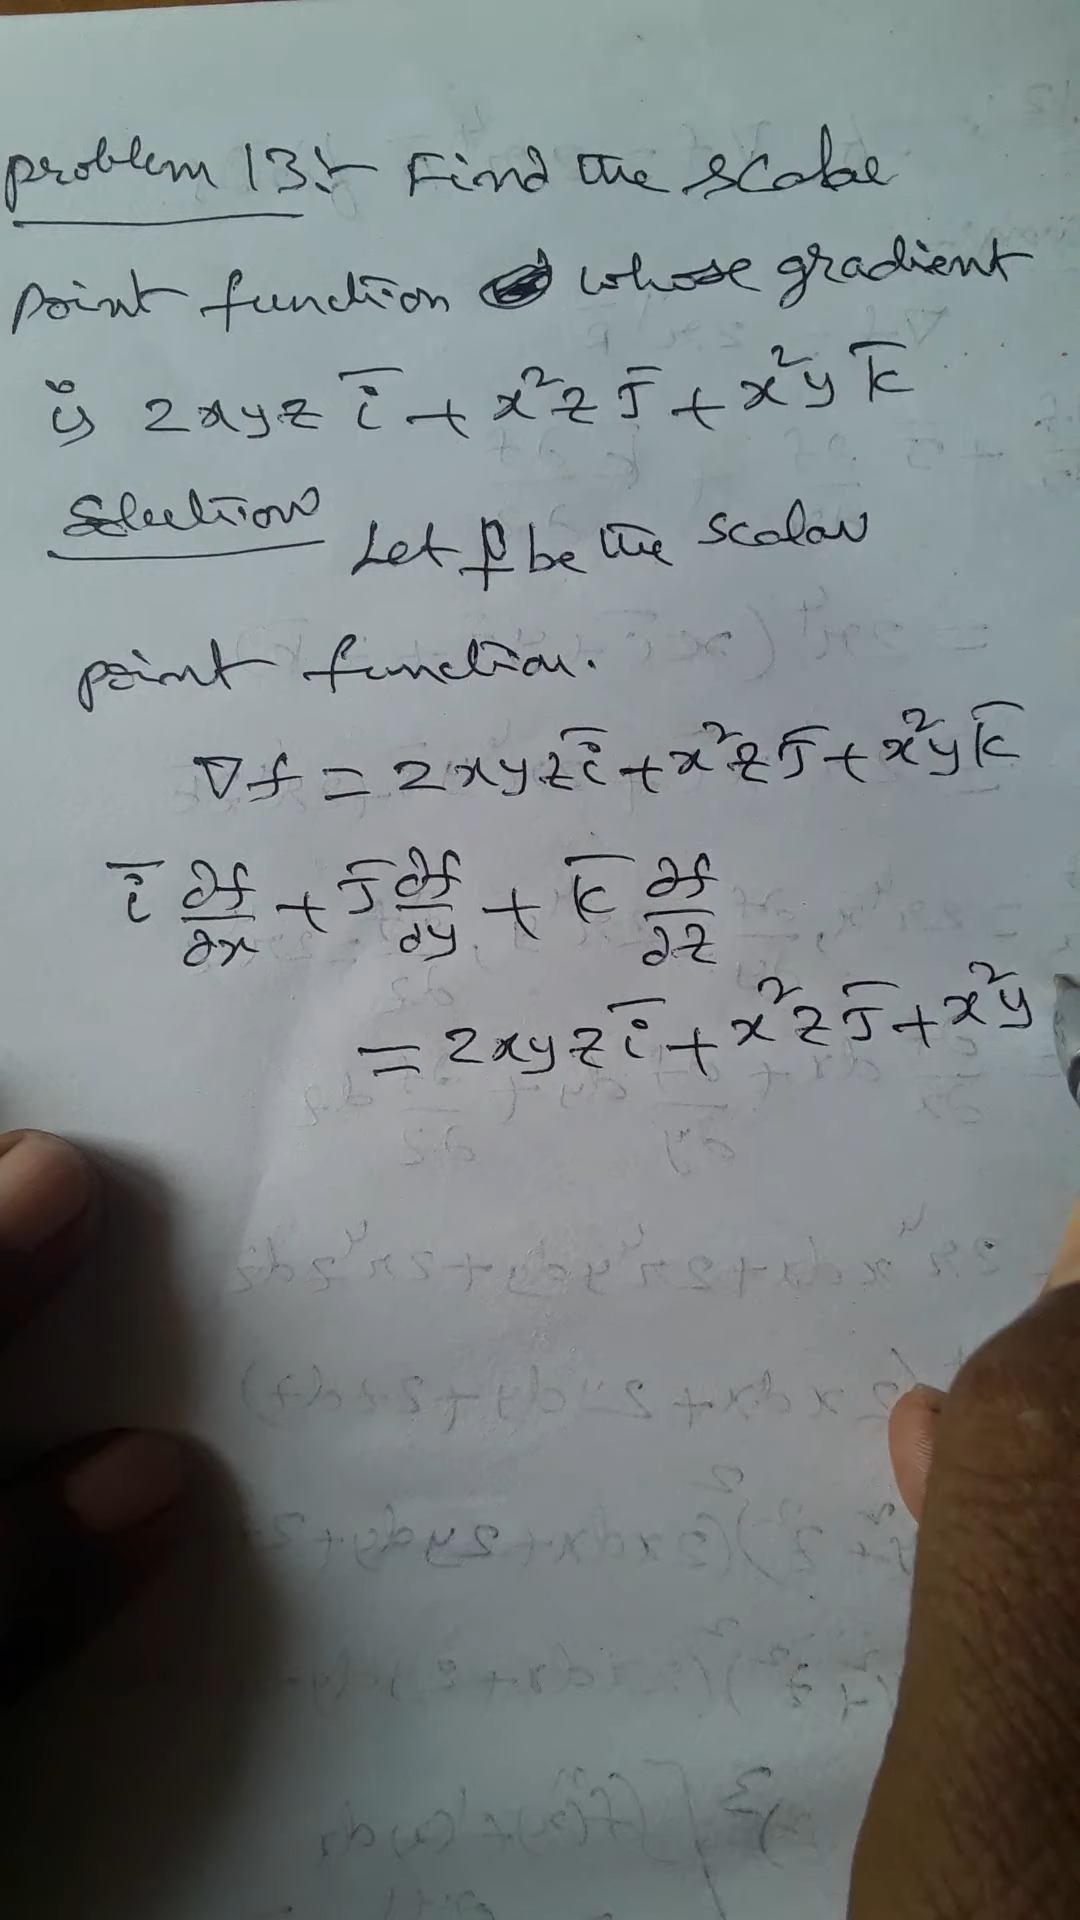 problem 13:- Find the scalar
point function whose gradient
is 2xyz i̅ + x²z j̅ + x²y k̅
Solution Let f be the scalar
point function.
∇f = 2xyz i̅ + x²z j̅ + x²y k̅
i̅ ∂f/∂x + j̅ ∂f/∂y + k̅ ∂f/∂z
= 2xyz i̅ + x²z j̅ + x²y